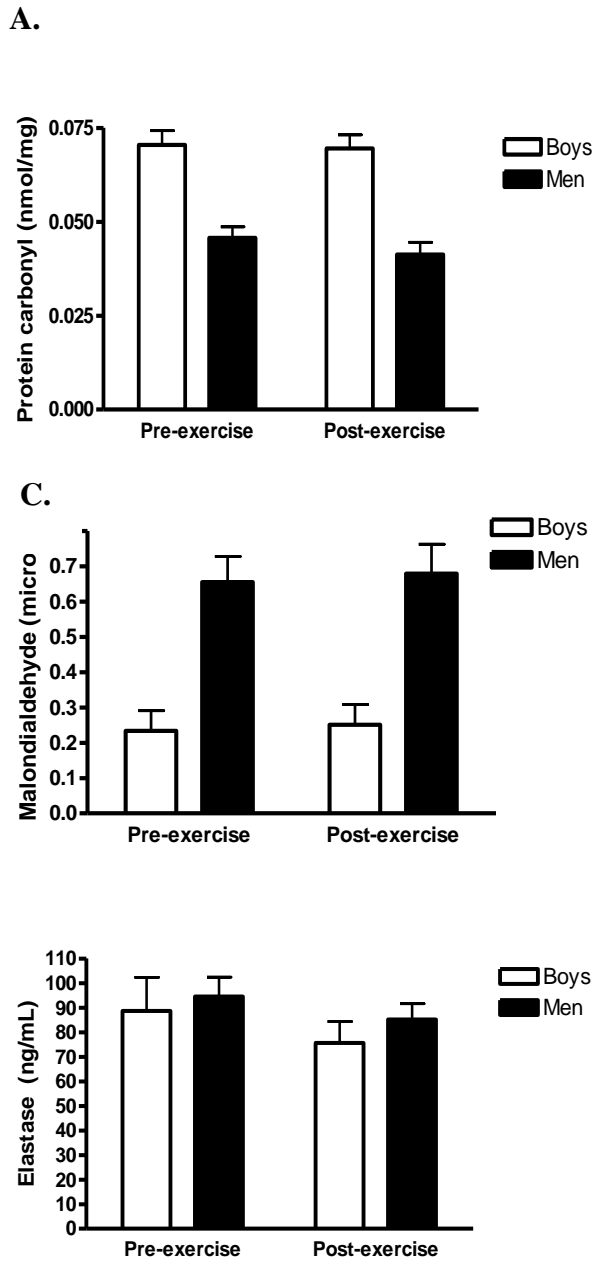 A.
Protein carbonyl (nmol/mg)
0.075
0.050
0.025
0.000
Pre-exercise
Post-exercise
Boys
Men
C.
Malondialdehyde (micro
0.7
0.6
0.5
0.4
0.3
0.2
0.1
0.0
Pre-exercise
Post-exercise
Boys
Men
Elastase (ng/mL)
110
100
90
80
70
60
50
40
30
20
10
0
Pre-exercise
Post-exercise
Boys
Men